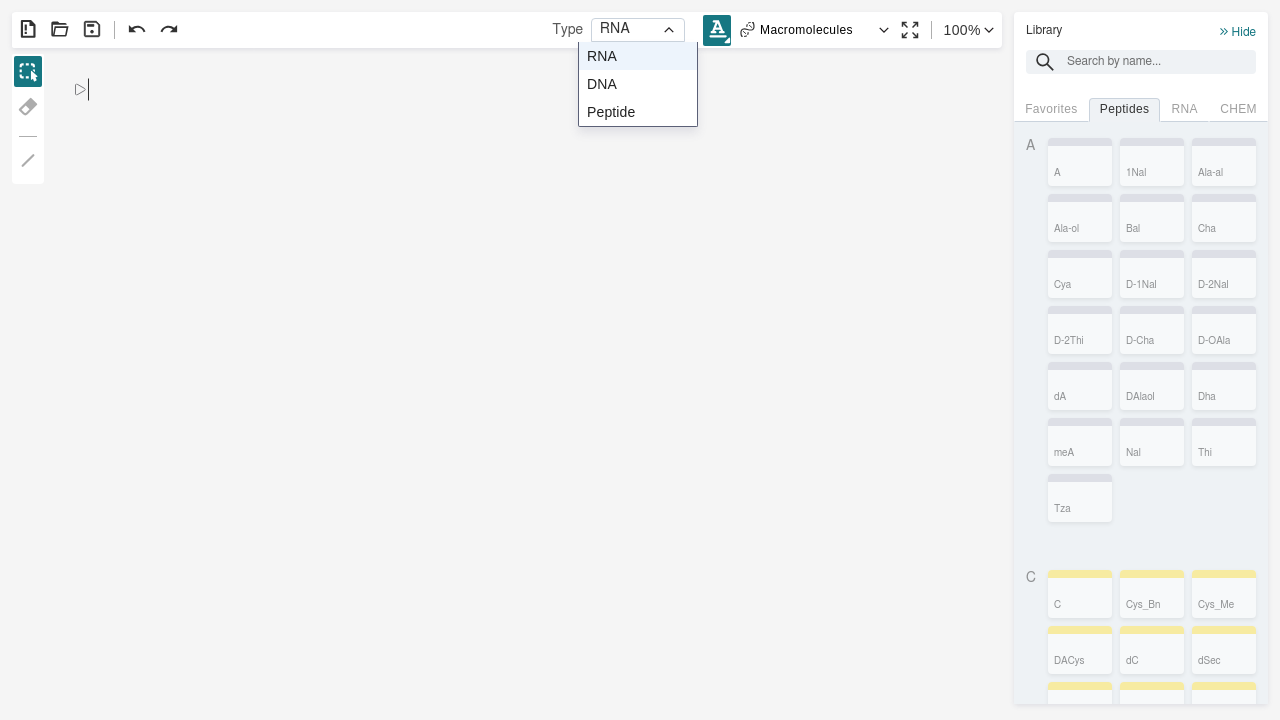 Type RNA Macromolecules 100%
RNA
DNA
Peptide
Library Hide
Search by name...
Favorites Peptides RNA CHEM
A
A 1Nal Ala-al
Ala-ol Bal Cha
Cya D-1Nal D-2Nal
D-2Thi D-Cha D-OAla
dA DAlaol Dha
meA Nal Thi
Tza
C
C Cys_Bn Cys_Me
DACys dC dSec